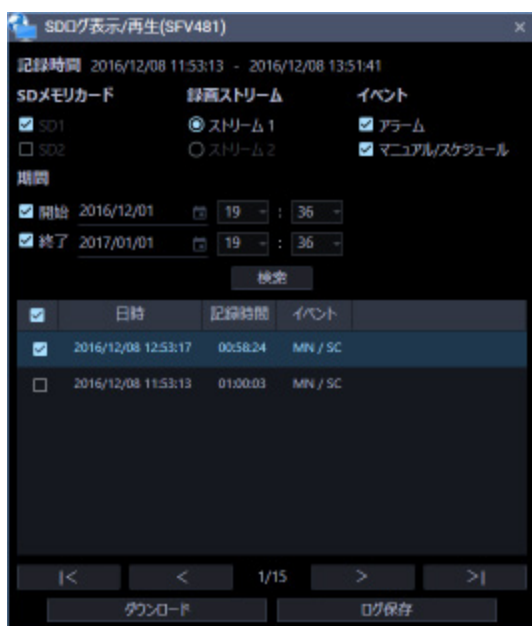 SDログ表示/再生(SFV481)
記録時間 2016/12/08 11:53:13 - 2016/12/08 13:51:41
SDメモリカード 録画ストリーム イベント
SD1 ストリーム 1 アラーム
SD2 ストリーム 2 マニュアル/スケジュール
期間
開始 2016/12/01 19 : 36
終了 2017/01/01 19 : 36
検索
日時 記録時間 イベント
2016/12/08 12:53:17 00:58:24 MN / SC
2016/12/08 11:53:13 01:00:03 MN / SC
|< < 1/15 > >|
ダウンロード ログ保存